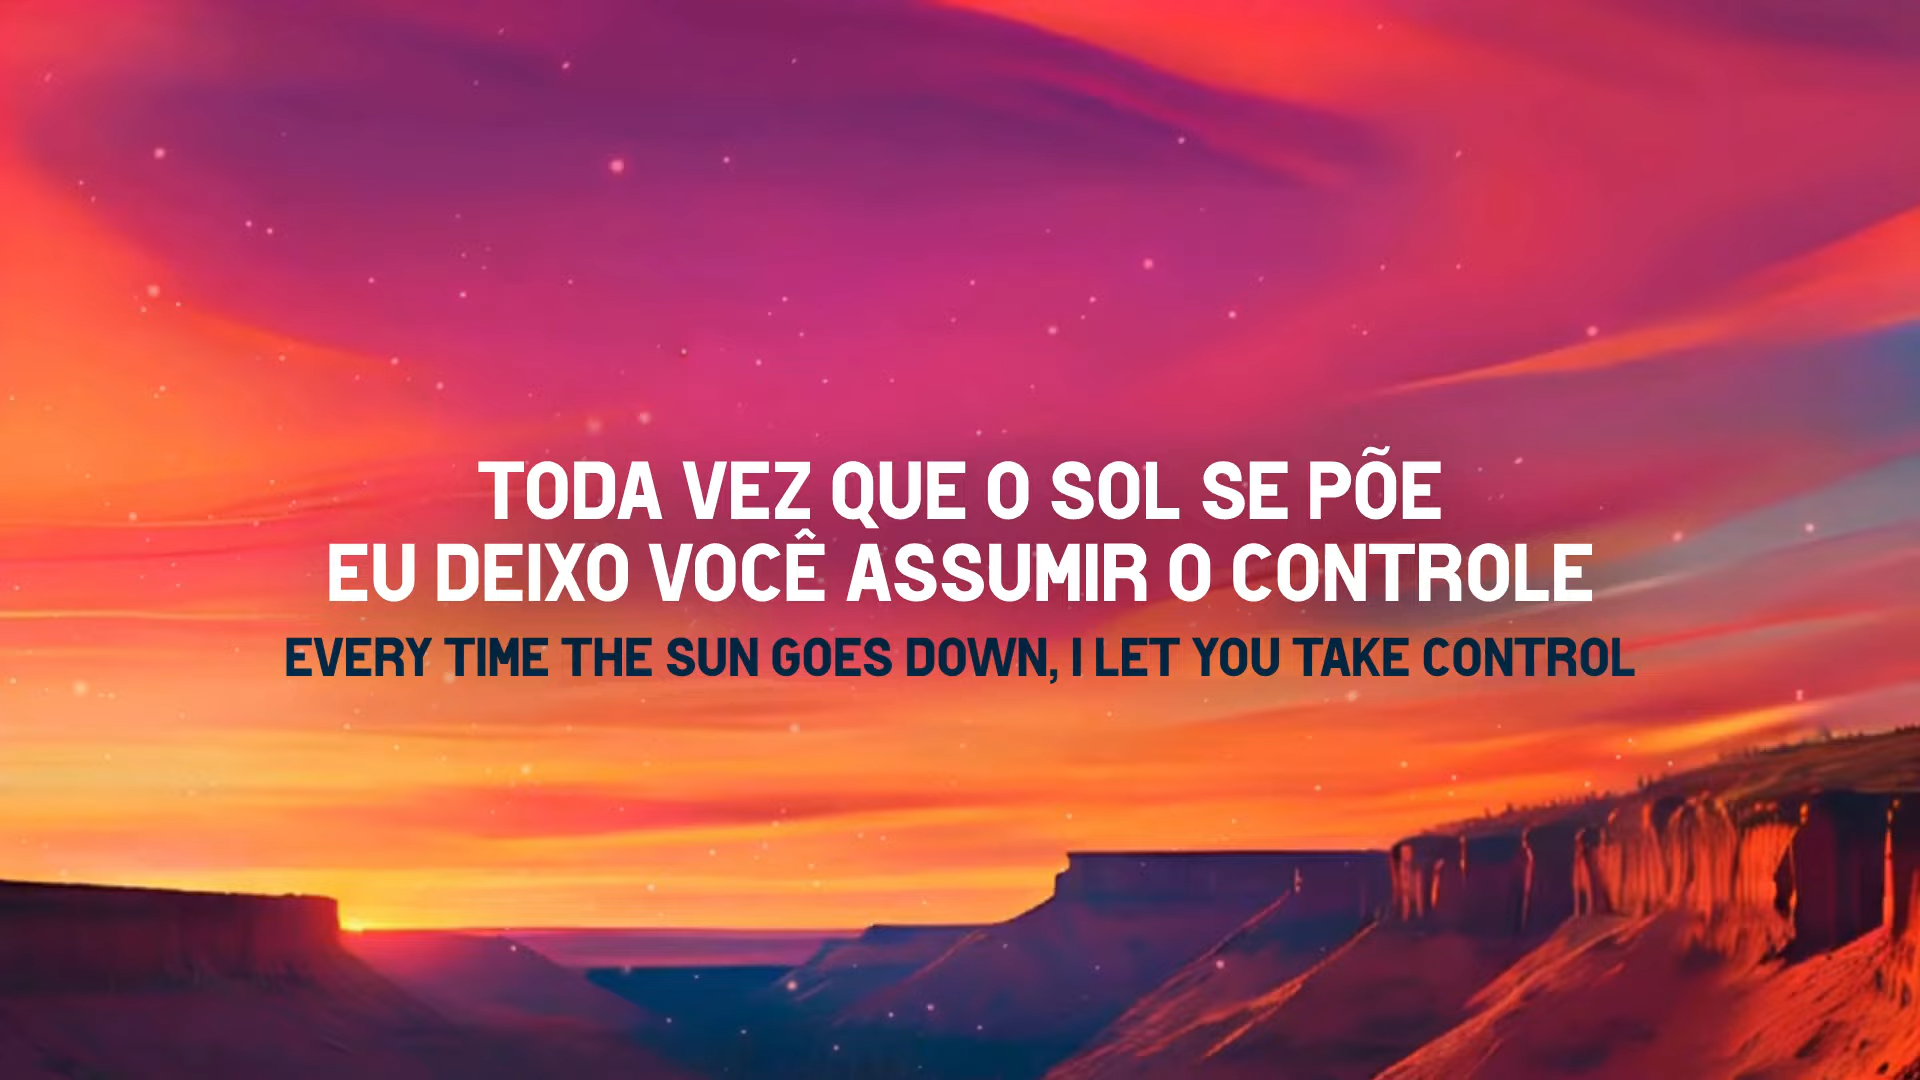 TODA VEZ QUE O SOL SE PÕE
EU DEIXO VOCÊ ASSUMIR O CONTROLE
EVERY TIME THE SUN GOES DOWN, I LET YOU TAKE CONTROL